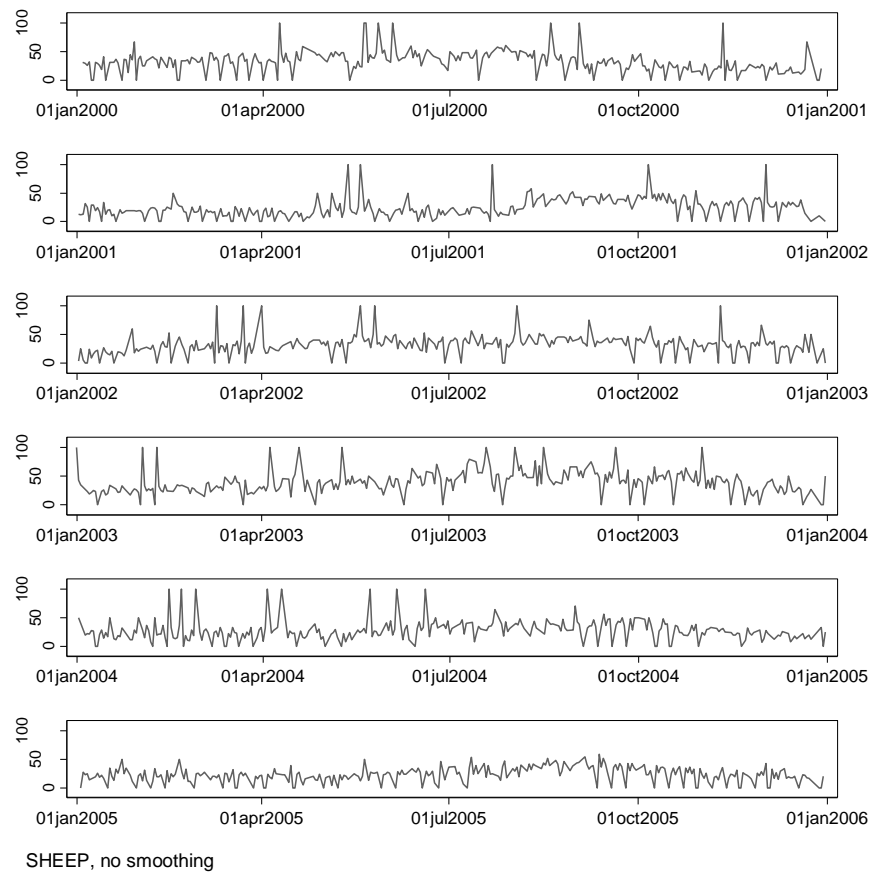 100
50
0
01jan2000 01apr2000 01jul2000 01oct2000 01jan2001
100
50
0
01jan2001 01apr2001 01jul2001 01oct2001 01jan2002
100
50
0
01jan2002 01apr2002 01jul2002 01oct2002 01jan2003
100
50
0
01jan2003 01apr2003 01jul2003 01oct2003 01jan2004
100
50
0
01jan2004 01apr2004 01jul2004 01oct2004 01jan2005
100
50
0
01jan2005 01apr2005 01jul2005 01oct2005 01jan2006
SHEEP, no smoothing